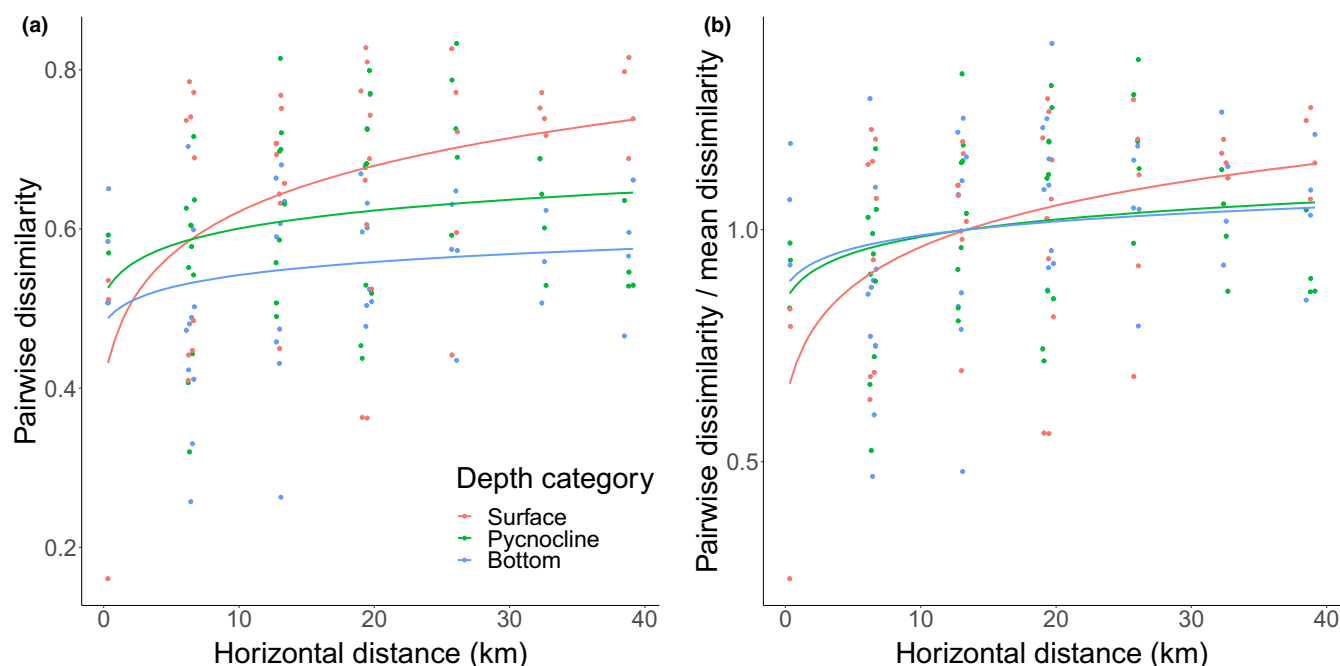 (a)
Pairwise dissimilarity
0.8
0.6
0.4
0.2
0
10
20
30
40
Horizontal distance (km)
Depth category
Surface
Pycnocline
Bottom
(b)
Pairwise dissimilarity / mean dissimilarity
1.0
0.5
0
10
20
30
40
Horizontal distance (km)